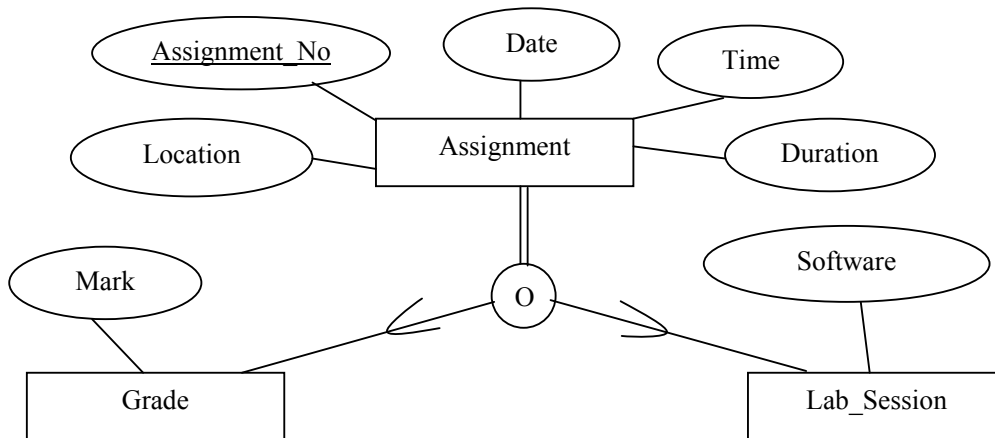 Assignment_No
Date
Time
Location
Assignment
Duration
Mark
O
Software
Grade
Lab_Session